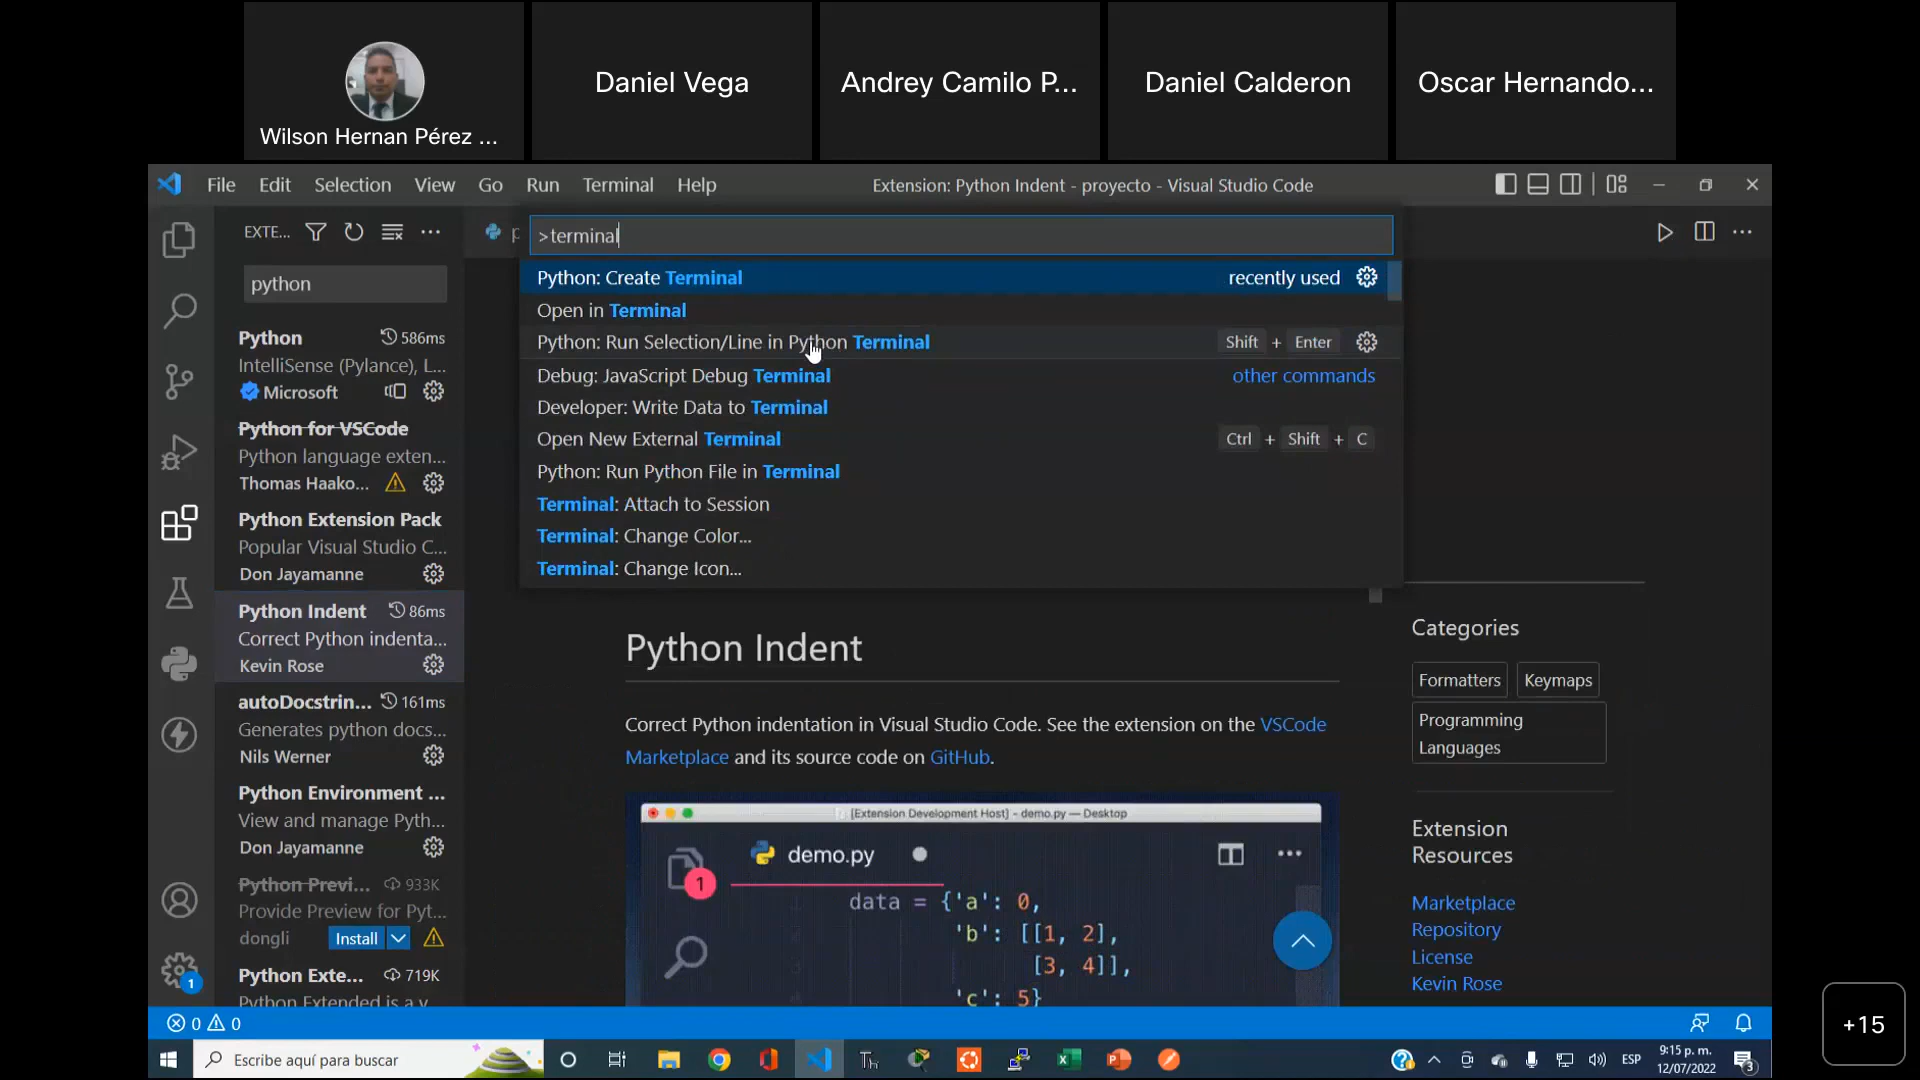 Wilson Hernan Pérez ...
Daniel Vega
Andrey Camilo P...
Daniel Calderon
Oscar Hernando...
File Edit Selection View Go Run Terminal Help
Extension: Python Indent - proyecto - Visual Studio Code
EXTE...
python
Python 586ms
IntelliSense (Pylance), L...
Microsoft
Python for VSCode
Python language exten...
Thomas Haako...
Python Extension Pack
Popular Visual Studio C...
Don Jayamanne
Python Indent 86ms
Correct Python indenta...
Kevin Rose
autoDocstrin... 161ms
Generates python docs...
Nils Werner
Python Environment ...
View and manage Pyth...
Don Jayamanne
Python Previ... 933K
Provide Preview for Pyt...
dongli Install
Python Exte... 719K
Python Extended is a v
1
p
>terminal
Python: Create Terminal recently used
Open in Terminal
Python: Run Selection/Line in Python Terminal Shift + Enter
Debug: JavaScript Debug Terminal other commands
Developer: Write Data to Terminal
Open New External Terminal Ctrl + Shift + C
Python: Run Python File in Terminal
Terminal: Attach to Session
Terminal: Change Color...
Terminal: Change Icon...
Python Indent
Correct Python indentation in Visual Studio Code. See the extension on the VSCode
Marketplace and its source code on GitHub.
[Extension Development Host] - demo.py — Desktop
1
demo.py
data = {'a': 0,
'b': [[1, 2],
[3, 4]],
'c': 5}
Categories
Formatters
Keymaps
Programming
Languages
Extension
Resources
Marketplace
Repository
License
Kevin Rose
0 0
Escribe aquí para buscar
ESP
9:15 p. m.
12/07/2022
3
+15